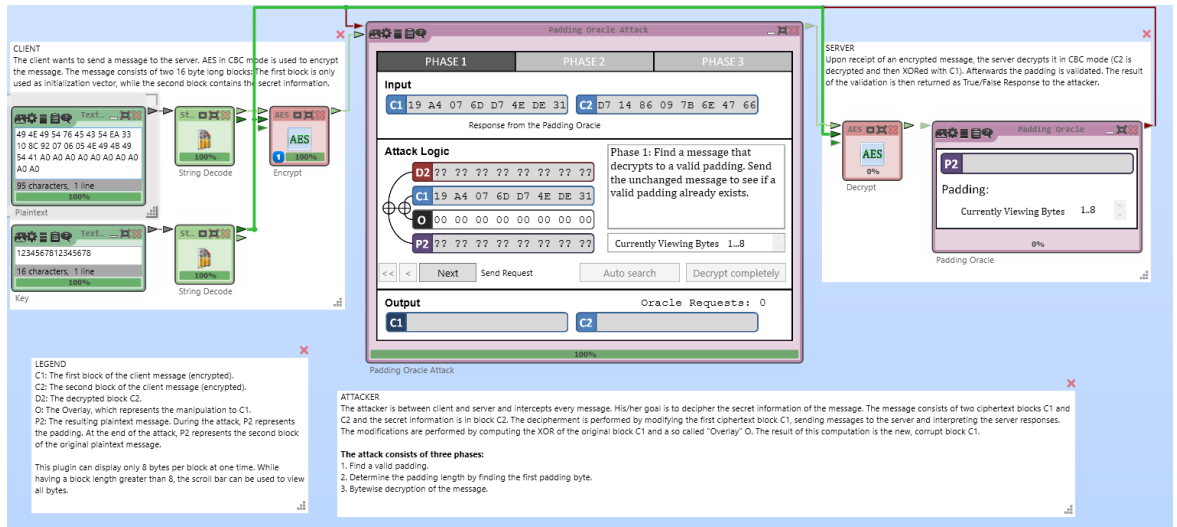 CLIENT
The client wants to send a message to the server. AES in CBC mode is used to encrypt
the message. The message consists of two 16 byte long blocks: The first block is only
used as initialization vector, while the second block contains the secret information.
Text...
49 4E 49 54 76 45 43 54 EA 33
10 8C 92 07 06 05 4E 49 4B 49
54 41 A0 A0 A0 A0 A0 A0 A0 A0
A0 A0
95 characters, 1 line
100%
Plaintext
St...
100%
String Decode
AES
AES
1
100%
Encrypt
Text...
1234567812345678
16 characters, 1 line
100%
Key
St...
100%
String Decode
Padding Oracle Attack
PHASE 1 PHASE 2 PHASE 3
Input
C1 19 A4 07 6D D7 4E DE 31 C2 D7 14 86 09 7B 6E 47 66
Response from the Padding Oracle
Attack Logic
D2 ?? ?? ?? ?? ?? ?? ?? ??
C1 19 A4 07 6D D7 4E DE 31
O 00 00 00 00 00 00 00 00
P2 ?? ?? ?? ?? ?? ?? ?? ??
Phase 1: Find a message that
decrypts to a valid padding. Send
the unchanged message to see if a
valid padding already exists.
Currently Viewing Bytes 1..8
<< < Next Send Request Auto search Decrypt completely
Output Oracle Requests: 0
C1 C2
100%
Padding Oracle Attack
SERVER
Upon receipt of an encrypted message, the server decrypts it in CBC mode (C2 is
decrypted and then XORed with C1). Afterwards the padding is validated. The result
of the validation is then returned as True/False Response to the attacker.
AES
AES
0%
Decrypt
Padding Oracle
P2
Padding:
Currently Viewing Bytes 1..8
0%
Padding Oracle
LEGEND
C1: The first block of the client message (encrypted).
C2: The second block of the client message (encrypted).
D2: The decrypted block C2.
O: The Overlay, which represents the manipulation to C1.
P2: The resulting plaintext message. During the attack, P2 represents
the padding. At the end of the attack, P2 represents the second block
of the original plaintext message.
This plugin can display only 8 bytes per block at one time. While
having a block length greater than 8, the scroll bar can be used to view
all bytes.
ATTACKER
The attacker is between client and server and intercepts every message. His/her goal is to decipher the secret information of the message. The message consists of two ciphertext blocks C1 and
C2 and the secret information is in block C2. The decipherment is performed by modifying the first ciphertext block C1, sending messages to the server and interpreting the server responses.
The modifications are performed by computing the XOR of the original block C1 and a so called "Overlay" O. The result of this computation is the new, corrupt block C1.
The attack consists of three phases:
1. Find a valid padding.
2. Determine the padding length by finding the first padding byte.
3. Bytewise decryption of the message.